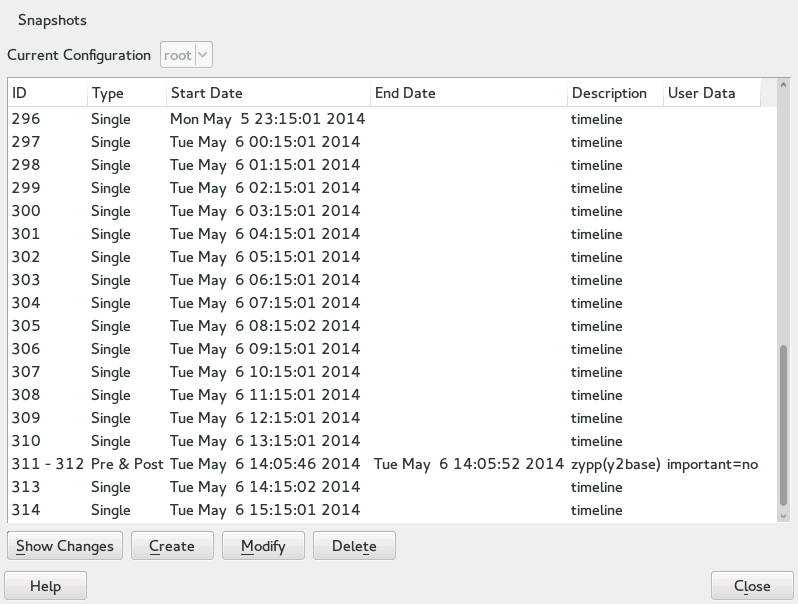 Snapshots
Current Configuration root
ID Type Start Date End Date Description User Data
296 Single Mon May  5 23:15:01 2014 timeline
297 Single Tue May  6 00:15:01 2014 timeline
298 Single Tue May  6 01:15:01 2014 timeline
299 Single Tue May  6 02:15:01 2014 timeline
300 Single Tue May  6 03:15:01 2014 timeline
301 Single Tue May  6 04:15:01 2014 timeline
302 Single Tue May  6 05:15:01 2014 timeline
303 Single Tue May  6 06:15:01 2014 timeline
304 Single Tue May  6 07:15:01 2014 timeline
305 Single Tue May  6 08:15:02 2014 timeline
306 Single Tue May  6 09:15:01 2014 timeline
307 Single Tue May  6 10:15:01 2014 timeline
308 Single Tue May  6 11:15:01 2014 timeline
309 Single Tue May  6 12:15:01 2014 timeline
310 Single Tue May  6 13:15:01 2014 timeline
311 - 312 Pre & Post Tue May  6 14:05:46 2014 Tue May  6 14:05:52 2014 zypp(y2base) important=no
313 Single Tue May  6 14:15:02 2014 timeline
314 Single Tue May  6 15:15:01 2014 timeline
Show Changes Create Modify Delete
Help Close